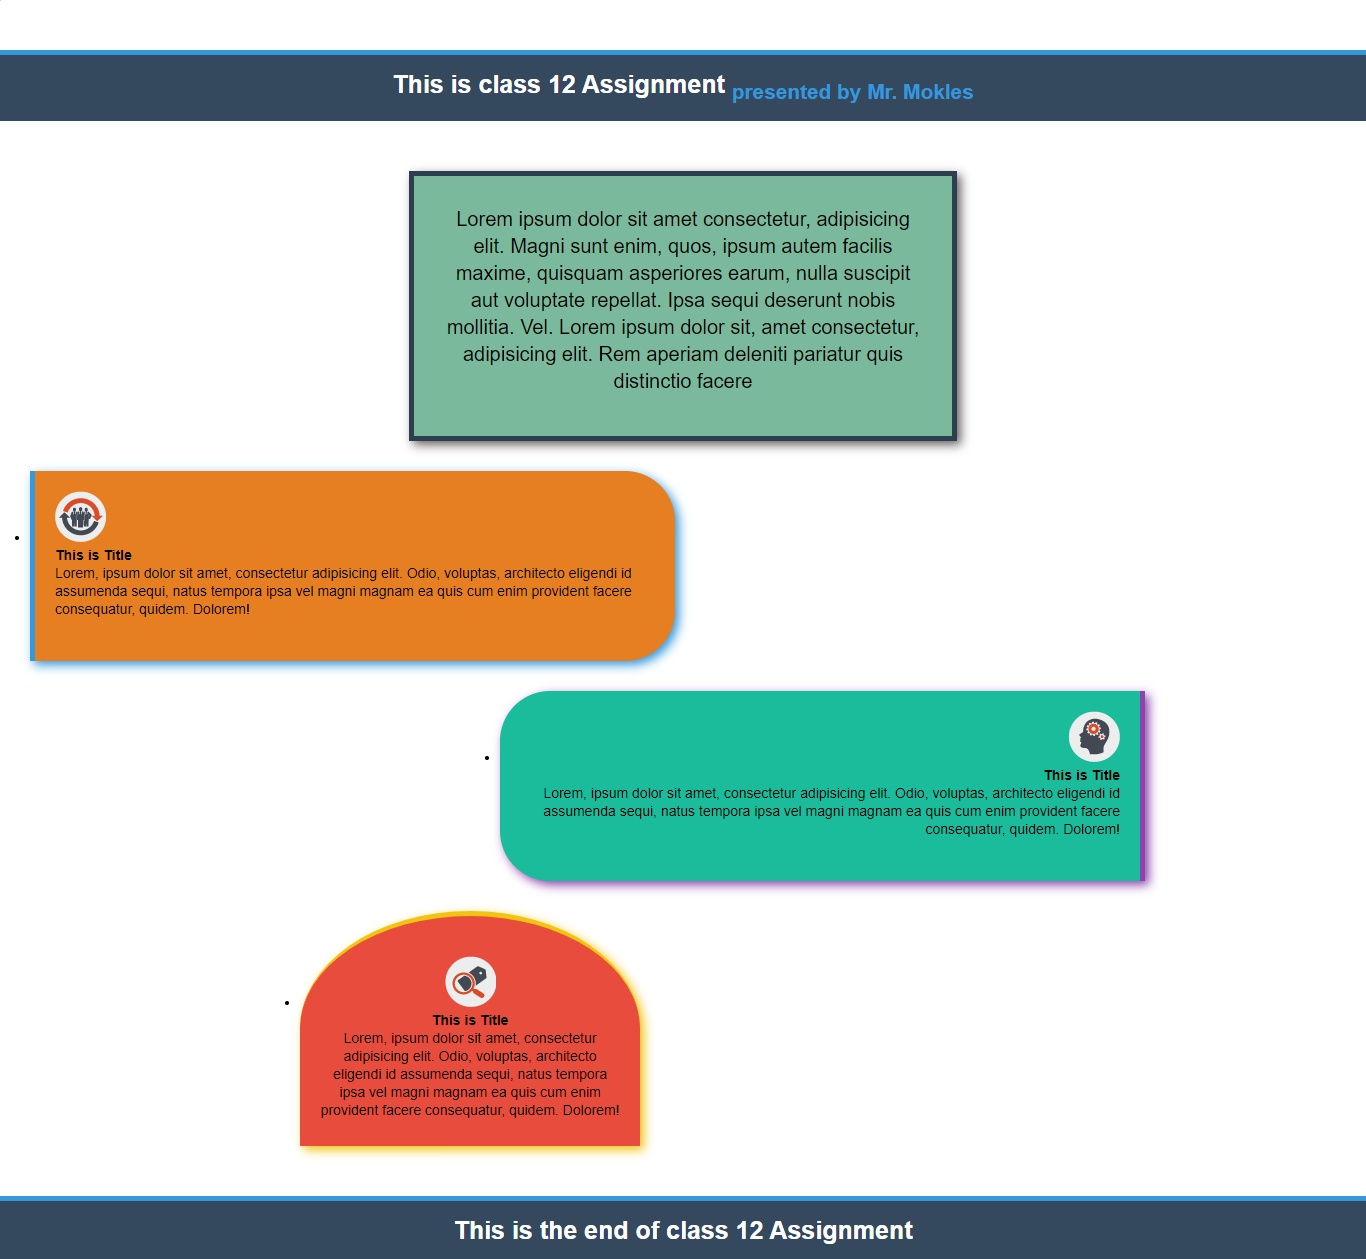 This is class 12 Assignment presented by Mr. Mokles
Lorem ipsum dolor sit amet consectetur, adipisicing
elit. Magni sunt enim, quos, ipsum autem facilis
maxime, quisquam asperiores earum, nulla suscipit
aut voluptate repellat. Ipsa sequi deserunt nobis
mollitia. Vel. Lorem ipsum dolor sit, amet consectetur,
adipisicing elit. Rem aperiam deleniti pariatur quis
distinctio facere
This is Title
Lorem, ipsum dolor sit amet, consectetur adipisicing elit. Odio, voluptas, architecto eligendi id
assumenda sequi, natus tempora ipsa vel magni magnam ea quis cum enim provident facere
consequatur, quidem. Dolorem!
This is Title
Lorem, ipsum dolor sit amet, consectetur adipisicing elit. Odio, voluptas, architecto eligendi id
assumenda sequi, natus tempora ipsa vel magni magnam ea quis cum enim provident facere
consequatur, quidem. Dolorem!
This is Title
Lorem, ipsum dolor sit amet, consectetur
adipisicing elit. Odio, voluptas, architecto
eligendi id assumenda sequi, natus tempora
ipsa vel magni magnam ea quis cum enim
provident facere consequatur, quidem. Dolorem!
This is the end of class 12 Assignment